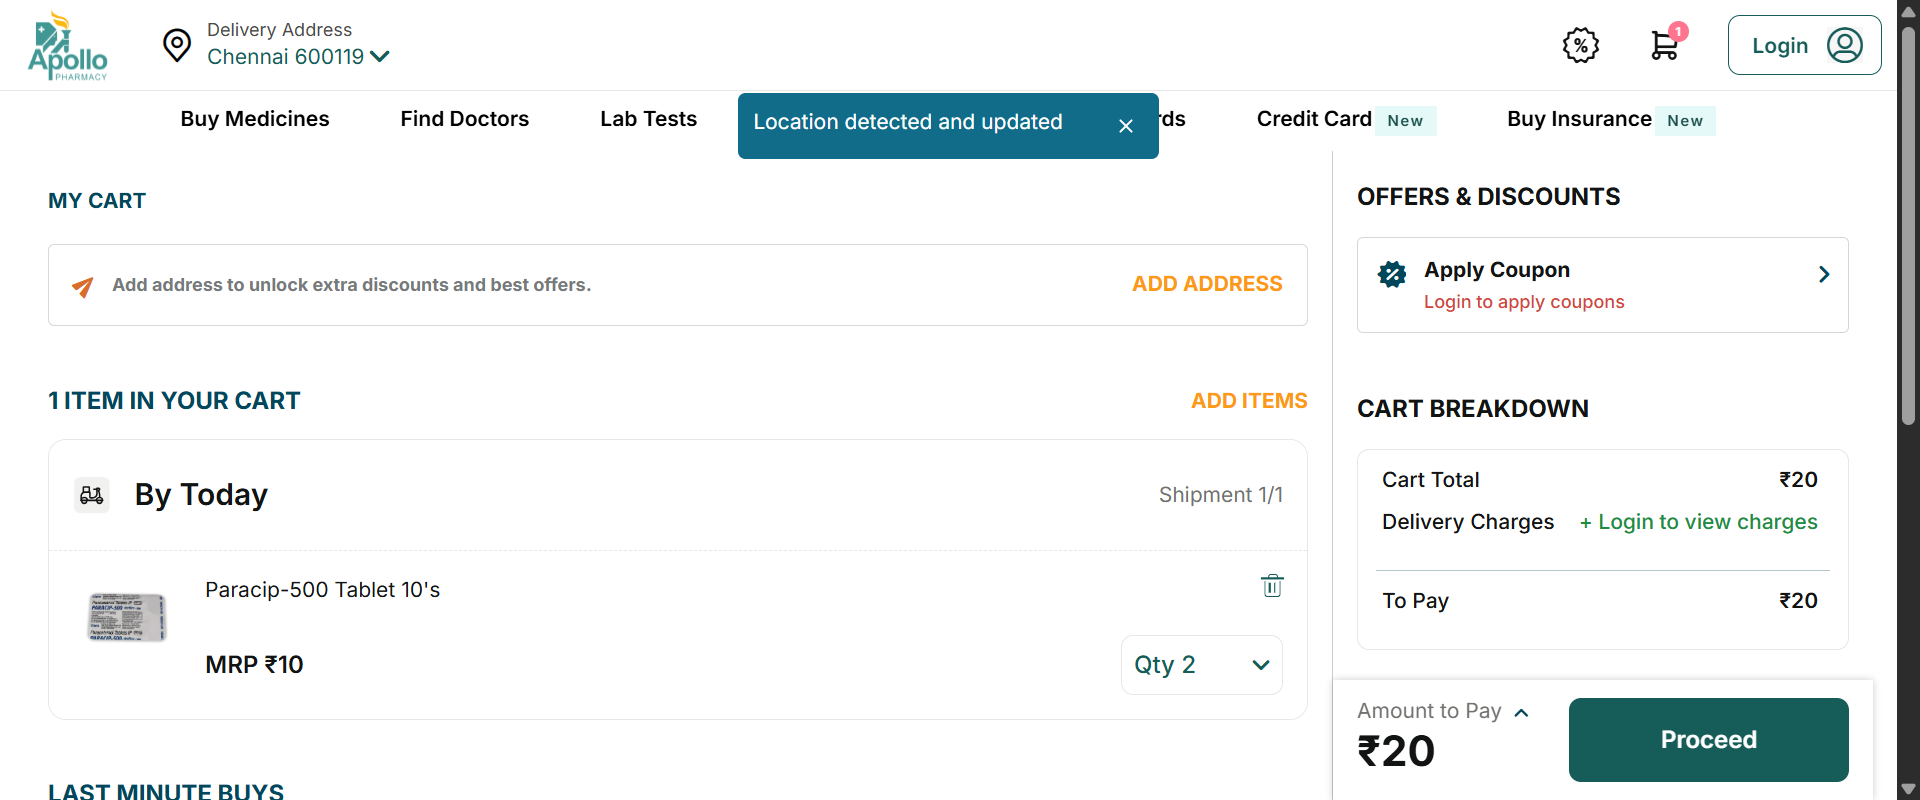 Apollo
PHARMACY
Delivery Address
Chennai 600119
%
1
Login
Buy Medicines
Find Doctors
Lab Tests
Location detected and updated
rds
Credit Card
New
Buy Insurance
New
MY CART
Add address to unlock extra discounts and best offers.
ADD ADDRESS
1 ITEM IN YOUR CART
ADD ITEMS
By Today
Shipment 1/1
Paracip-500 Tablet 10's
MRP ₹10
Qty 2
LAST MINUTE BUYS
OFFERS & DISCOUNTS
Apply Coupon
Login to apply coupons
CART BREAKDOWN
Cart Total
₹20
Delivery Charges
+ Login to view charges
To Pay
₹20
Amount to Pay
₹20
Proceed